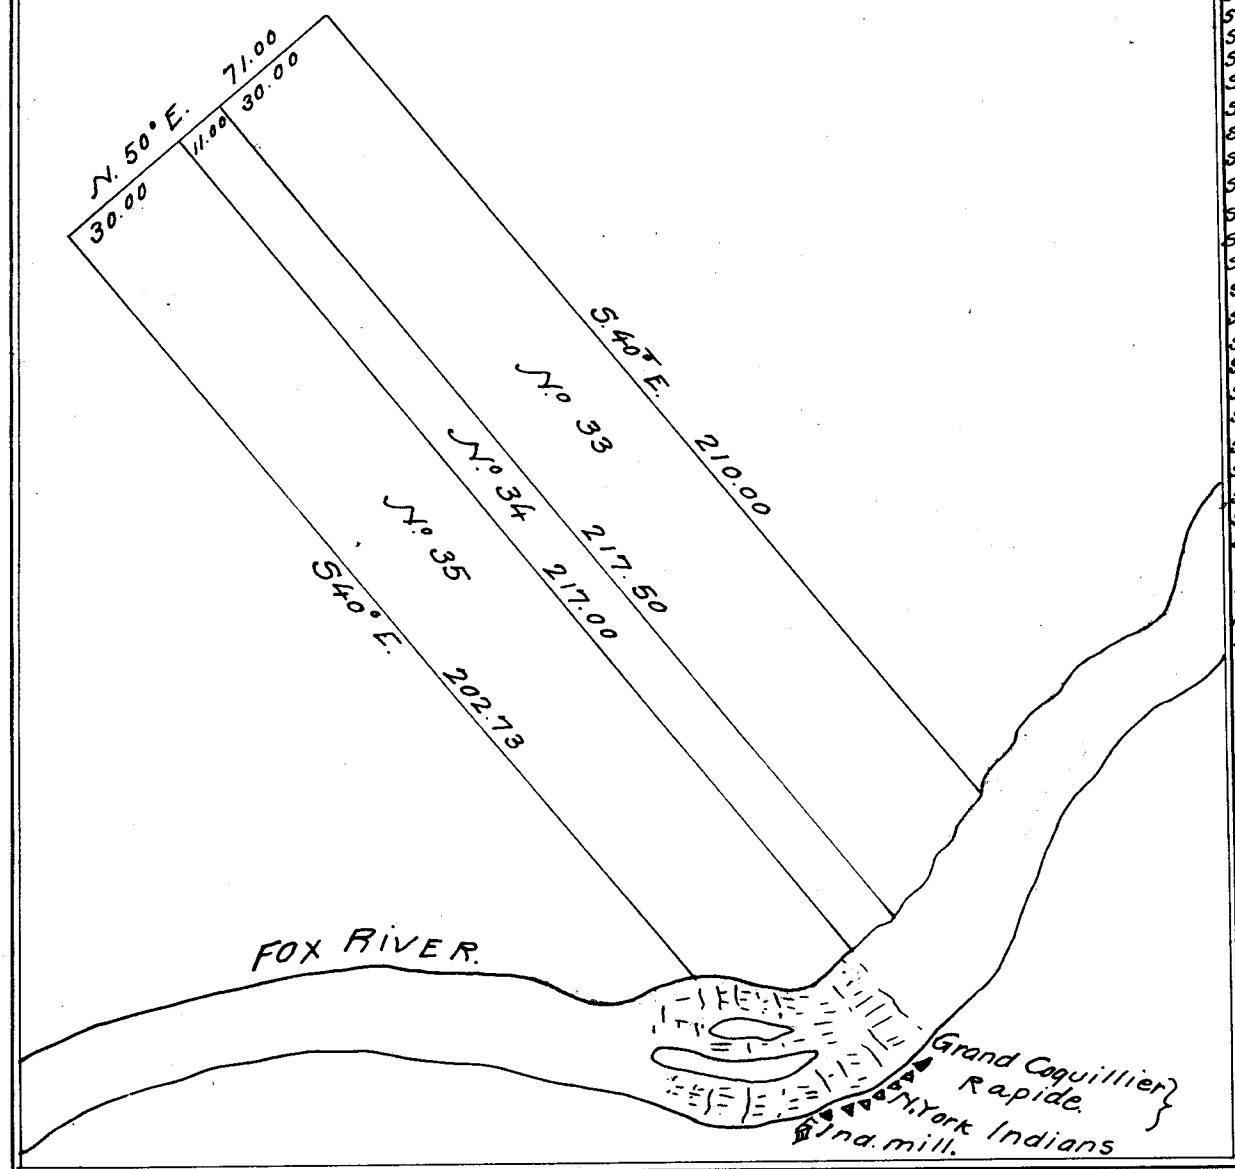 71.00
N. 50° E.
30.00
11.00
30.00
S. 40° E.
210.00
No 33
No 34
No 35
217.50
217.00
S 40° E.
202.73
FOX RIVER.
Grand Coquillier
Rapide.
N. York Indians
Ind. mill.